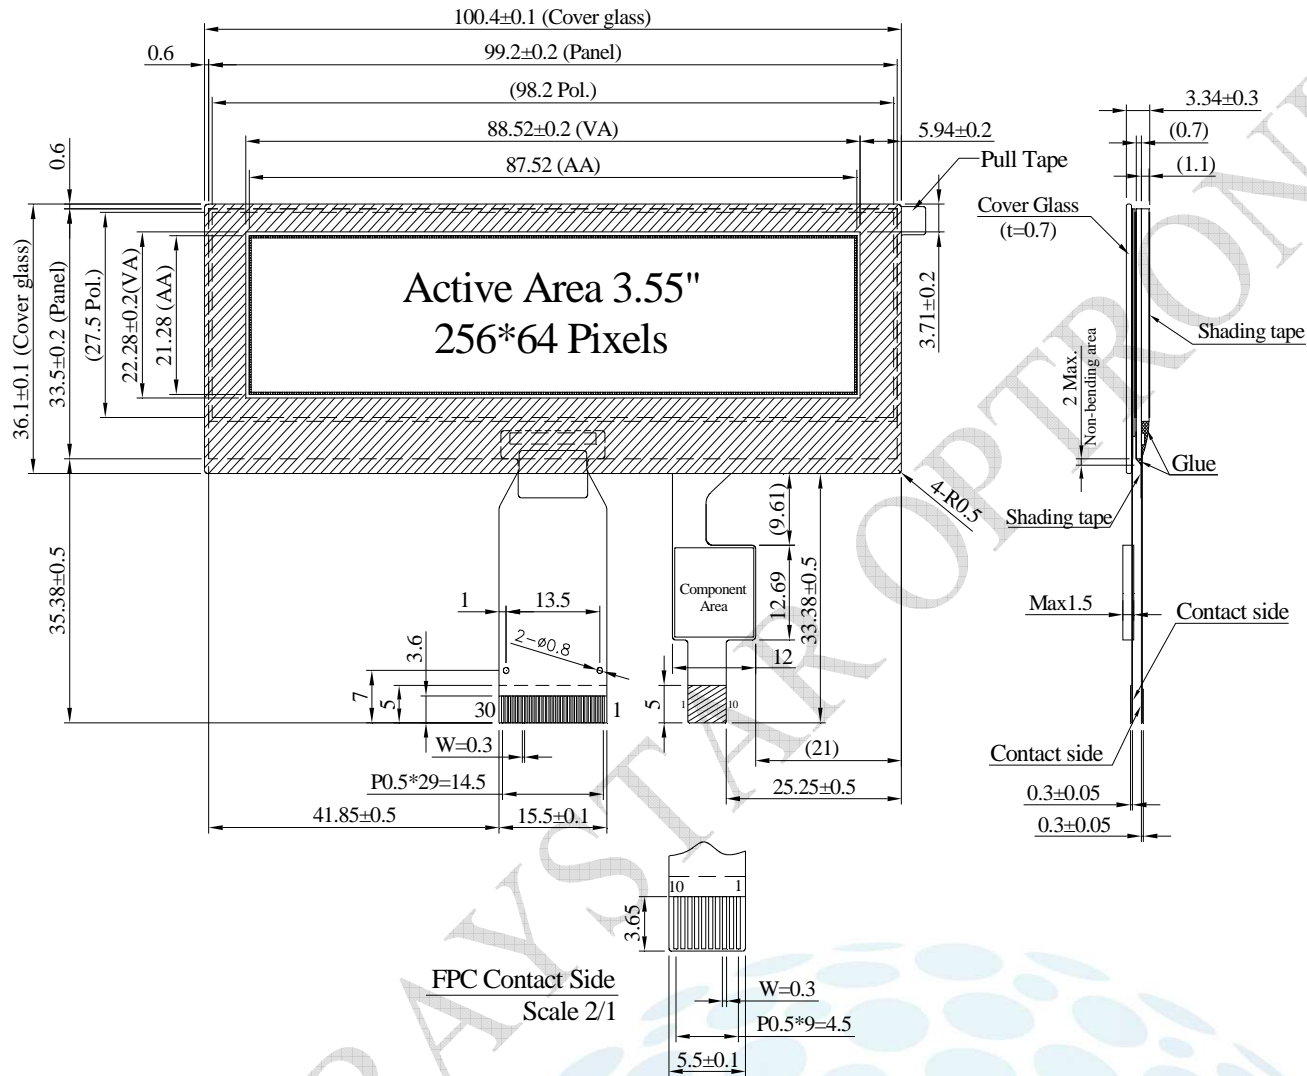 100.4±0.1 (Cover glass)
0.6
99.2±0.2 (Panel)
(98.2 Pol.)
88.52±0.2 (VA)
5.94±0.2
87.52 (AA)
Pull Tape
0.6
36.1±0.1 (Cover glass)
33.5±0.2 (Panel)
(27.5 Pol.)
22.28±0.2(VA)
21.28 (AA)
Active Area 3.55"
256*64 Pixels
3.71±0.2
3.34±0.3
(0.7)
(1.1)
Cover Glass
(t=0.7)
Shading tape
2 Max.
Non-bending area
Glue
Shading tape
4-R0.5
35.38±0.5
(9.61)
12.69
33.38±0.5
Component
Area
12
1
13.5
2-ø0.8
3.6
7
5
30
1
5
1
10
Max1.5
Contact side
W=0.3
P0.5*29=14.5
41.85±0.5
15.5±0.1
(21)
25.25±0.5
Contact side
0.3±0.05
0.3±0.05
10
1
3.65
FPC Contact Side
Scale 2/1
W=0.3
P0.5*9=4.5
5.5±0.1
RAYSTAR OPTRON